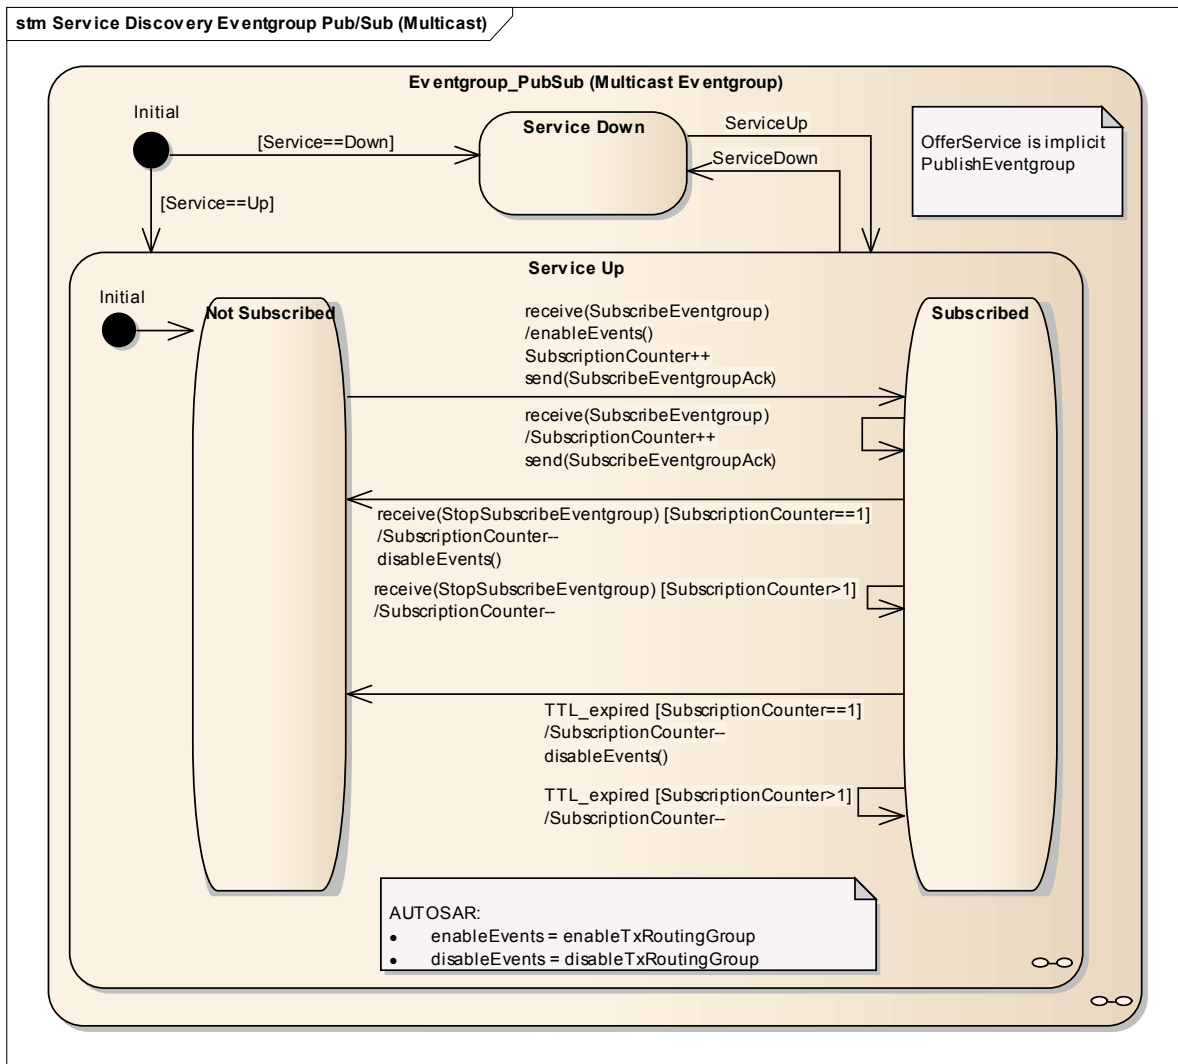 stm Service Discovery Eventgroup Pub/Sub (Multicast)
Eventgroup_PubSub (Multicast Eventgroup)
Initial
[Service==Down]
Service Down
ServiceUp
ServiceDown
OfferService is implicit
PublishEventgroup
[Service==Up]
Service Up
Initial
Not Subscribed
receive(SubscribeEventgroup)
/enableEvents()
SubscriptionCounter++
send(SubscribeEventgroupAck)
Subscribed
receive(SubscribeEventgroup)
/SubscriptionCounter++
send(SubscribeEventgroupAck)
receive(StopSubscribeEventgroup) [SubscriptionCounter==1]
/SubscriptionCounter--
disableEvents()
receive(StopSubscribeEventgroup) [SubscriptionCounter>1]
/SubscriptionCounter--
TTL_expired [SubscriptionCounter==1]
/SubscriptionCounter--
disableEvents()
TTL_expired [SubscriptionCounter>1]
/SubscriptionCounter--
AUTOSAR:
• enableEvents = enableTxRoutingGroup
• disableEvents = disableTxRoutingGroup